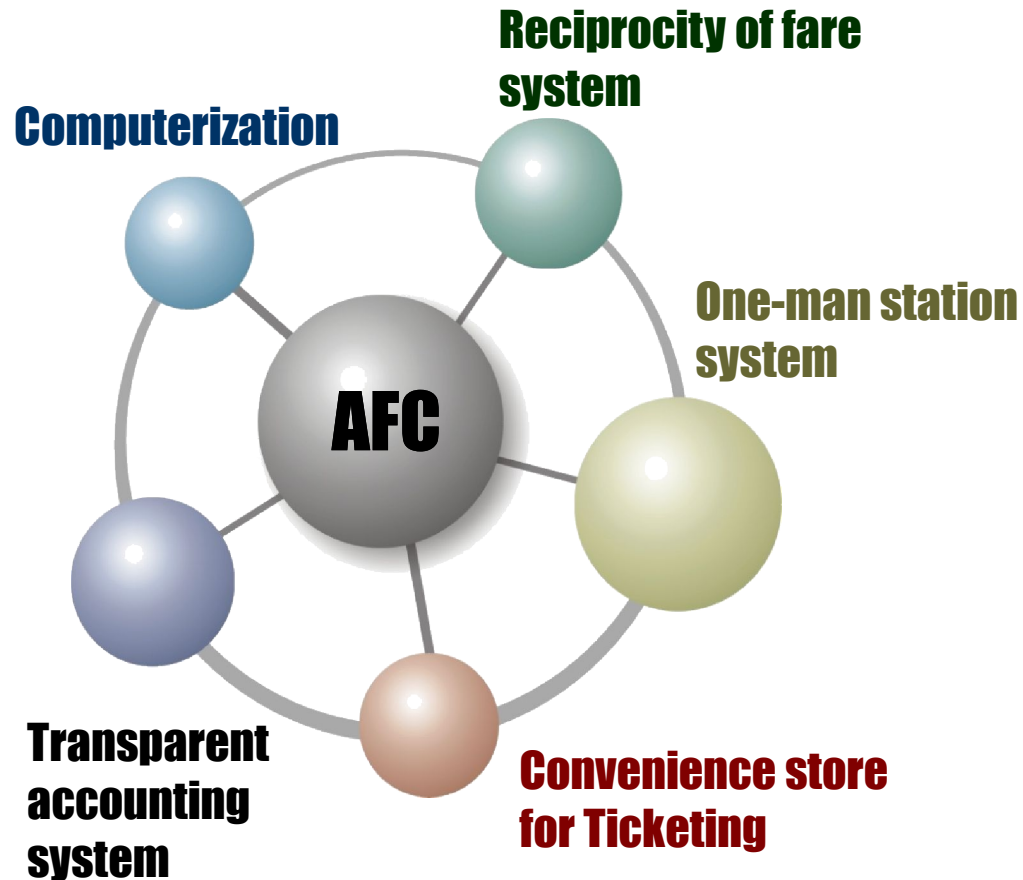 Reciprocity of fare
system
Computerization
One-man station
system
AFC
Transparent
accounting
system
Convenience store
for Ticketing